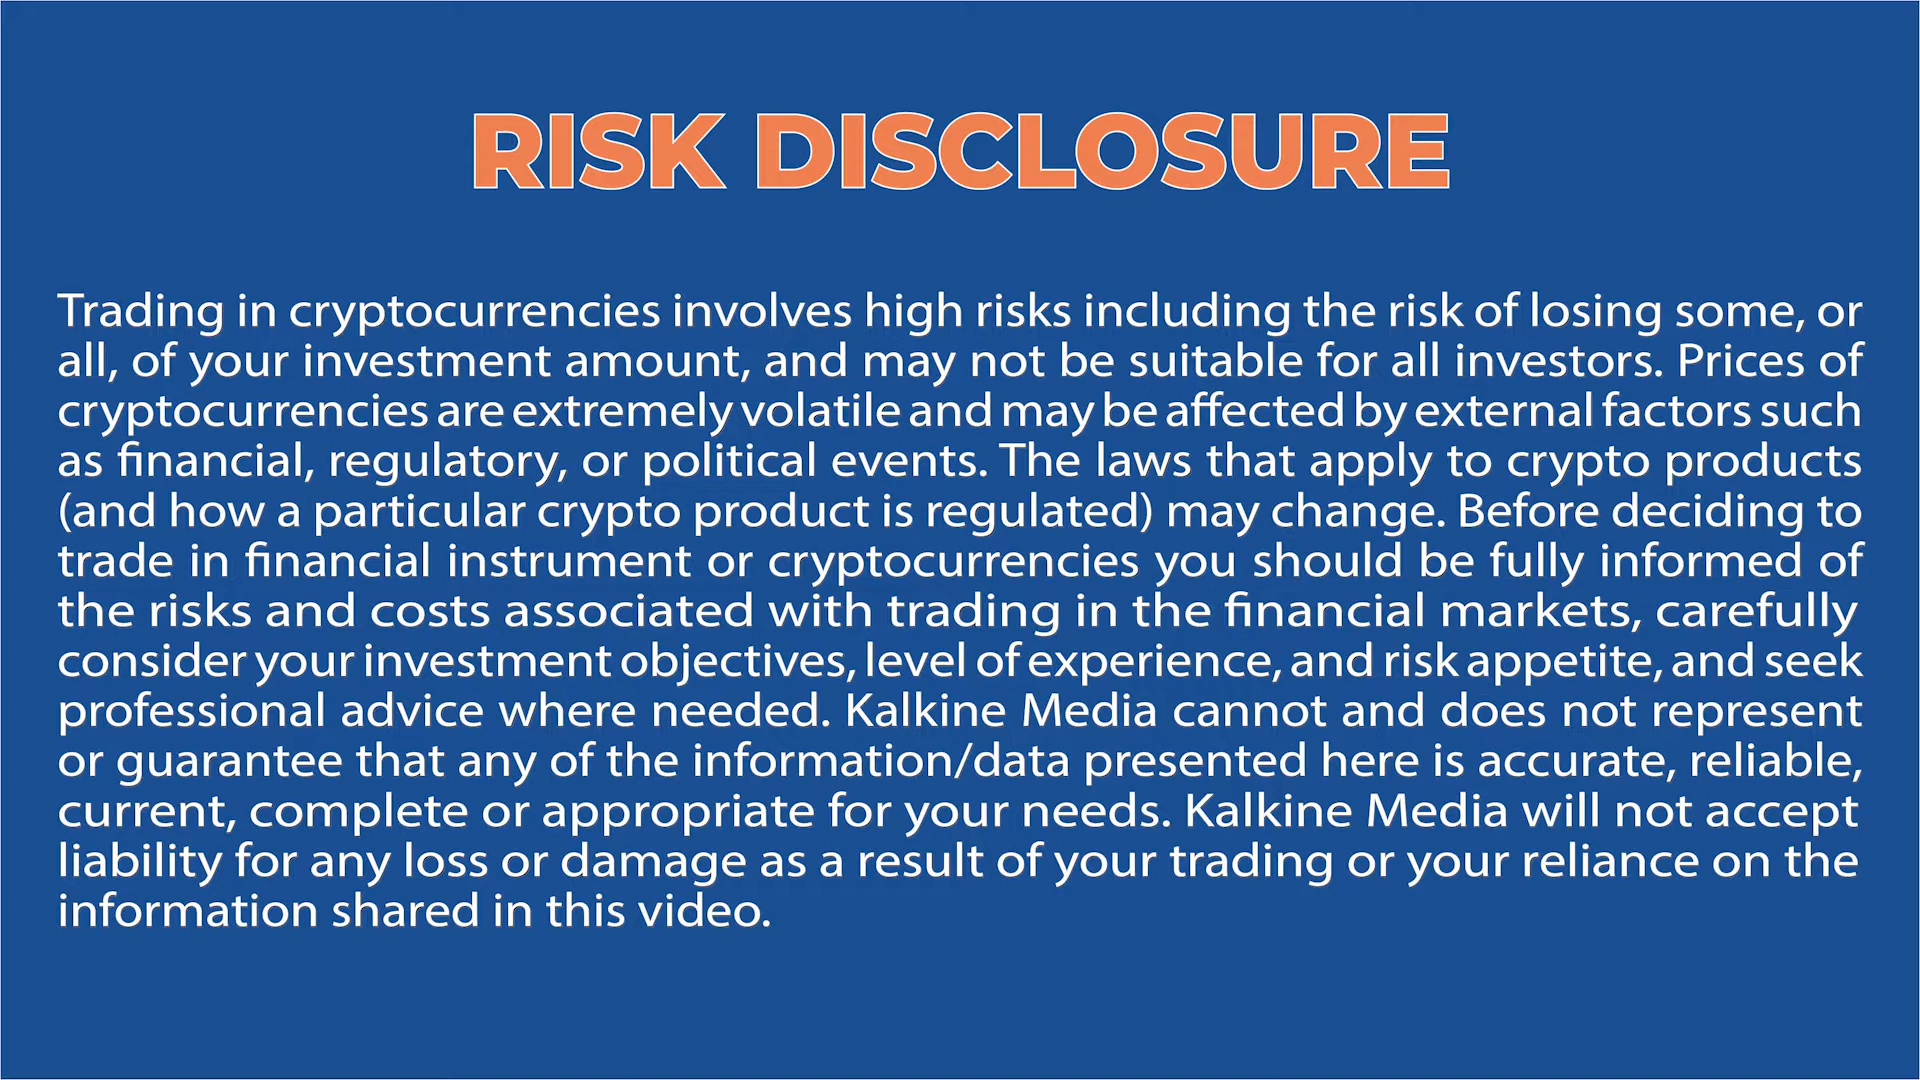 RISK DISCLOSURE
Trading in cryptocurrencies involves high risks including the risk of losing some, or
all, of your investment amount, and may not be suitable for all investors. Prices of
cryptocurrencies are extremely volatile and may be affected by external factors such
as financial, regulatory, or political events. The laws that apply to crypto products
(and how a particular crypto product is regulated) may change. Before deciding to
trade in financial instrument or cryptocurrencies you should be fully informed of
the risks and costs associated with trading in the financial markets, carefully
consider your investment objectives, level of experience, and risk appetite, and seek
professional advice where needed. Kalkine Media cannot and does not represent
or guarantee that any of the information/data presented here is accurate, reliable,
current, complete or appropriate for your needs. Kalkine Media will not accept
liability for any loss or damage as a result of your trading or your reliance on the
information shared in this video.